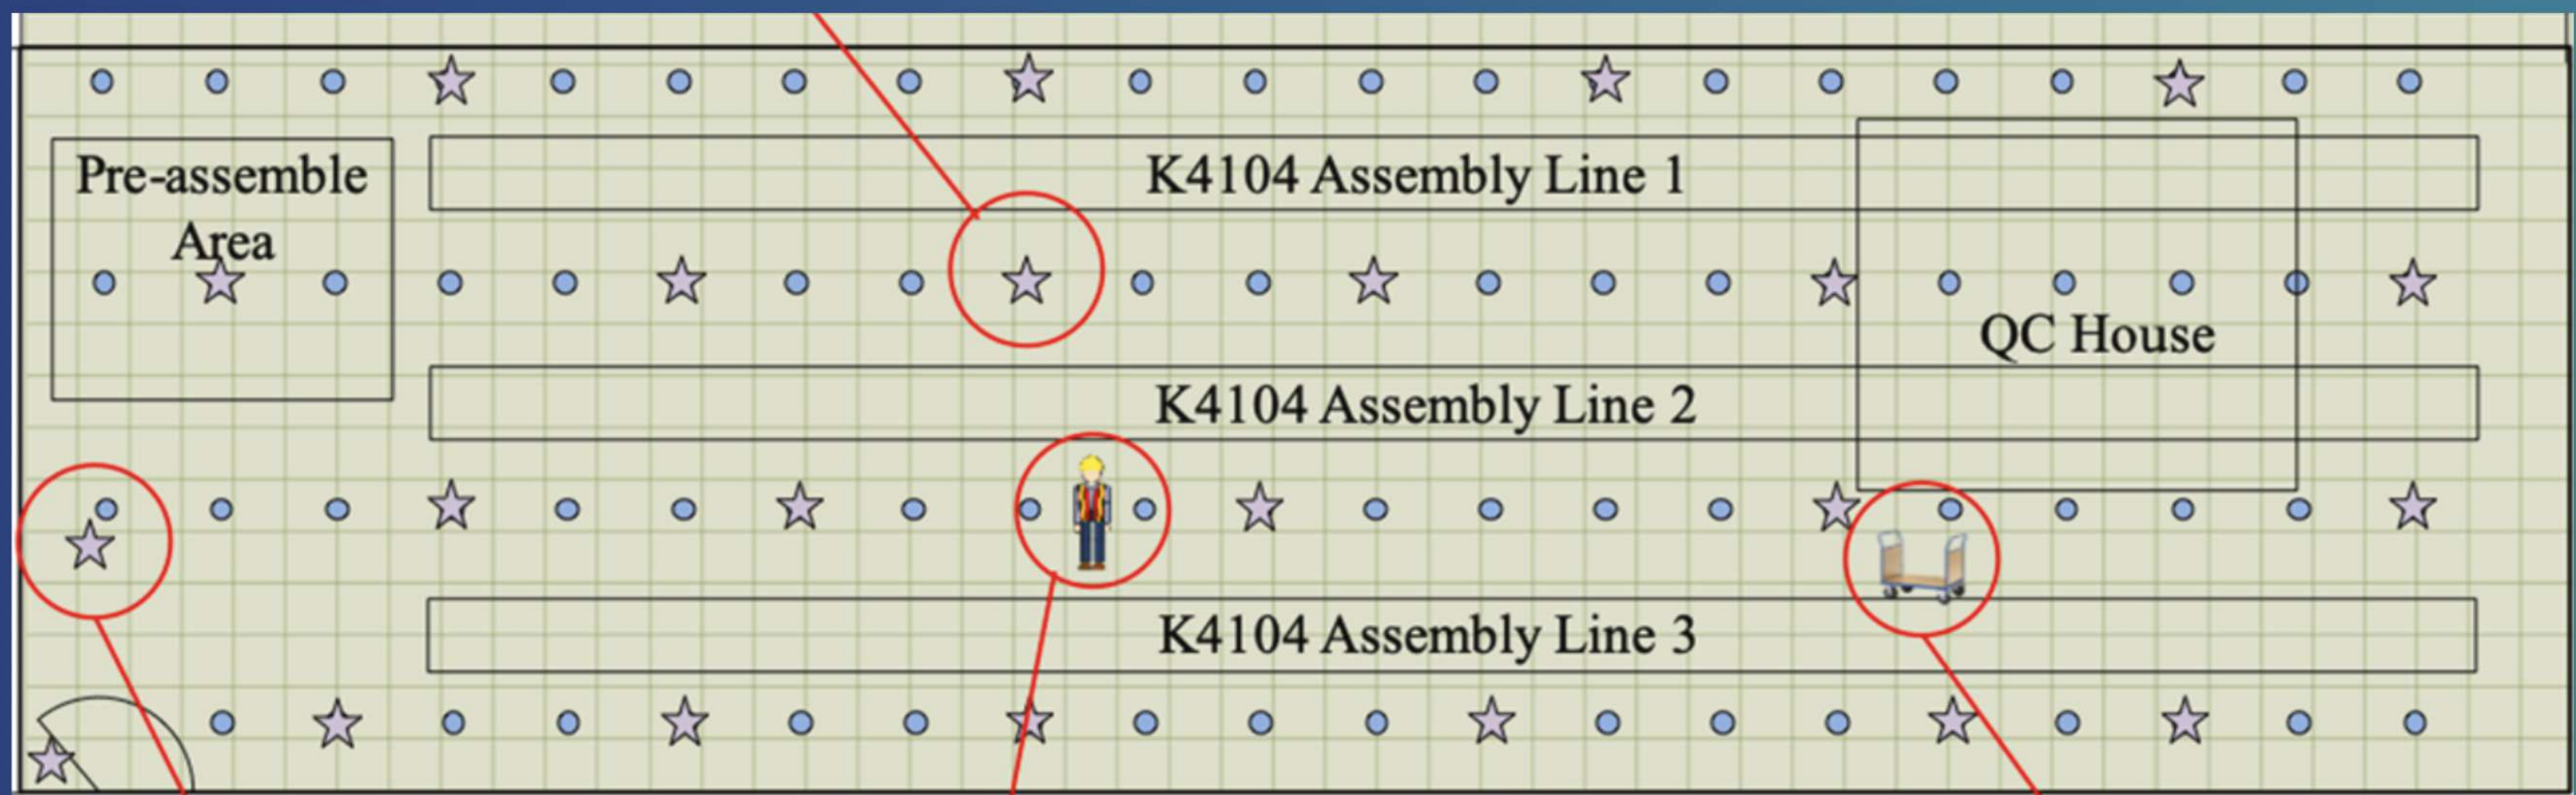 Pre-assemble
Area
K4104 Assembly Line 1
QC House
K4104 Assembly Line 2
K4104 Assembly Line 3